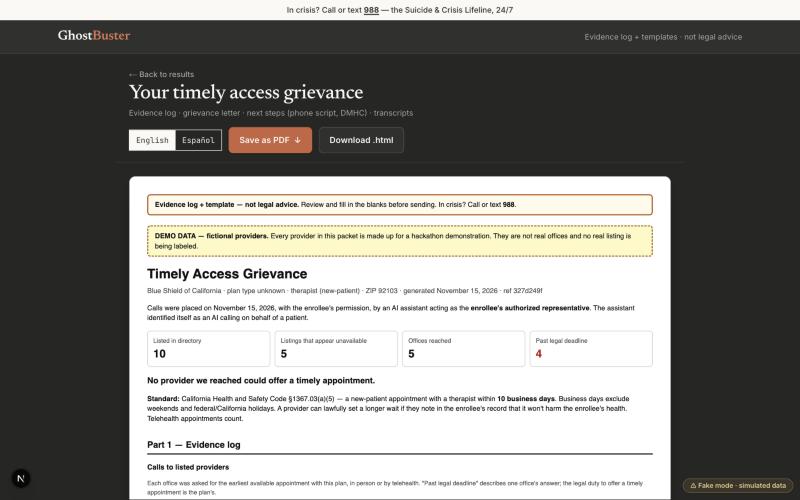 In crisis? Call or text 988 — the Suicide & Crisis Lifeline, 24/7
GhostBuster
Evidence log + templates · not legal advice
← Back to results
Your timely access grievance
Evidence log · grievance letter · next steps (phone script, DMHC) · transcripts
English
Español
Save as PDF ↓
Download .html
Evidence log + template — not legal advice. Review and fill in the blanks before sending. In crisis? Call or text 988.
DEMO DATA — fictional providers. Every provider in this packet is made up for a hackathon demonstration. They are not real offices and no real listing is
being labeled.
Timely Access Grievance
Blue Shield of California · plan type unknown · therapist (new-patient) · ZIP 92103 · generated November 15, 2026 · ref 327d249f
Calls were placed on November 15, 2026, with the enrollee's permission, by an AI assistant acting as the enrollee's authorized representative. The assistant
identified itself as an AI calling on behalf of a patient.
Listed in directory
10
Listings that appear unavailable
5
Offices reached
5
Past legal deadline
4
No provider we reached could offer a timely appointment.
Standard: California Health and Safety Code §1367.03(a)(5) — a new-patient appointment with a therapist within 10 business days. Business days exclude
weekends and federal/California holidays. A provider can lawfully set a longer wait if they note in the enrollee's record that it won't harm the enrollee's health.
Telehealth appointments count.
Part 1 — Evidence log
Calls to listed providers
Each office was asked for the earliest available appointment with this plan, in person or by telehealth. "Past legal deadline" describes one office's answer; the legal duty to offer a timely
appointment is the plan's.
N
⚠ Fake mode · simulated data